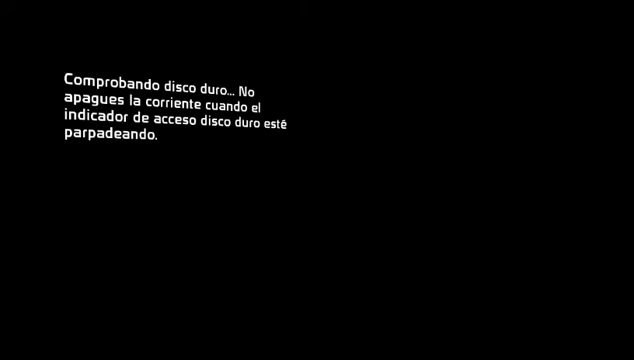 Comprobando disco duro... No
apagues la corriente cuando el
indicador de acceso disco duro esté
parpadeando.